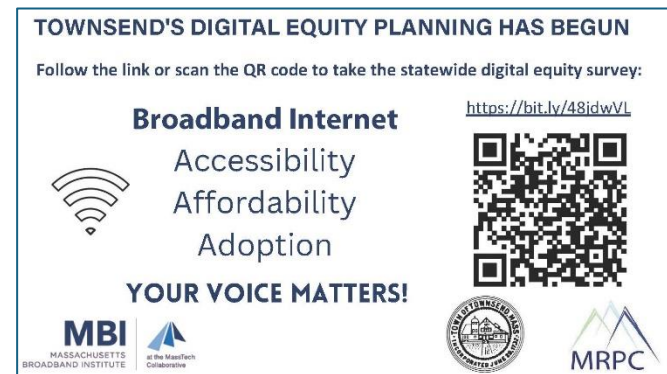 TOWNSEND'S DIGITAL EQUITY PLANNING HAS BEGUN
Follow the link or scan the QR code to take the statewide digital equity survey:
https://bit.ly/48jdwVL
Broadband Internet
Accessibility
Affordability
Adoption
YOUR VOICE MATTERS!
MBI
MASSACHUSETTS
BROADBAND INSTITUTE
at the MassTech
Collaborative
TOWN OF TOWNSEND, MASS.
MRPC